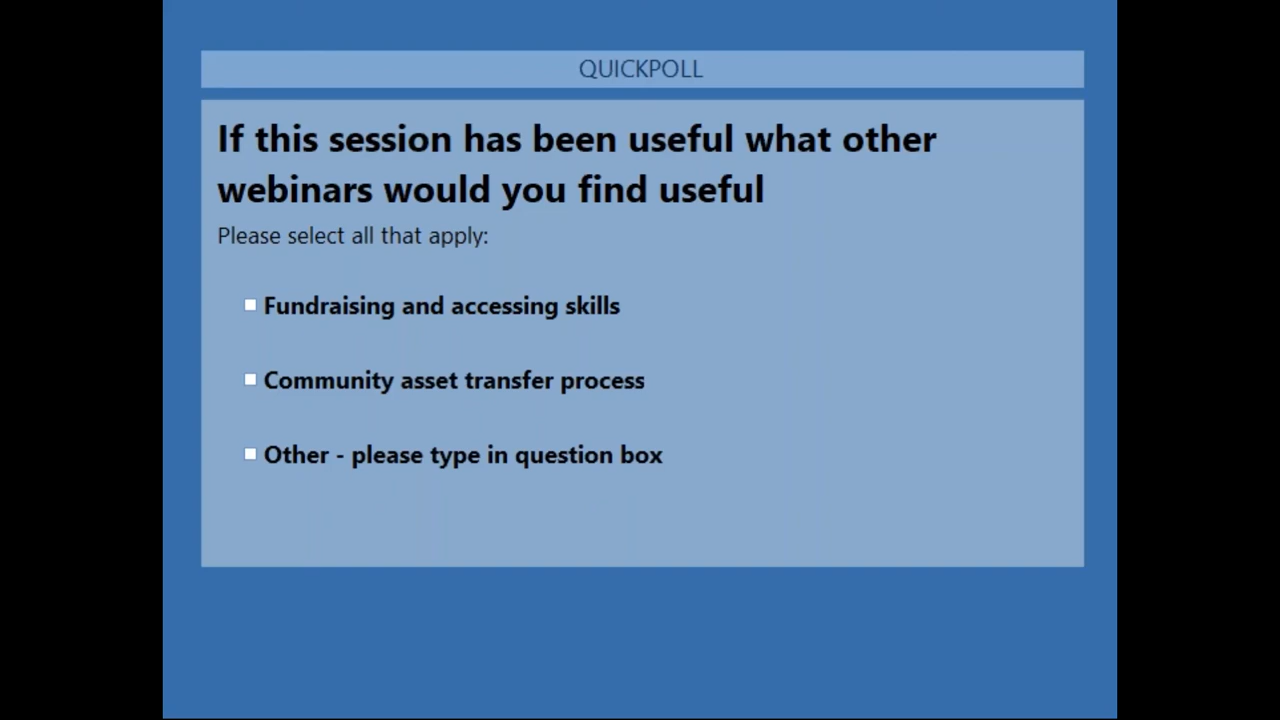 QUICKPOLL
If this session has been useful what other
webinars would you find useful
Please select all that apply:
Fundraising and accessing skills
Community asset transfer process
Other - please type in question box